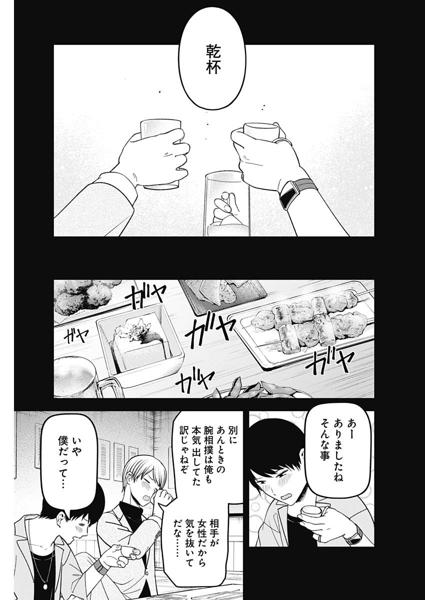 乾杯
ガヤ
ガヤ
ガヤ
ガヤ
あー
ありましたね
そんな事
別に
あんときの
腕相撲は俺も
本気出してた
訳じゃねぞ
相手が
女性だから
気を抜いて
だな……
いや
僕だって…